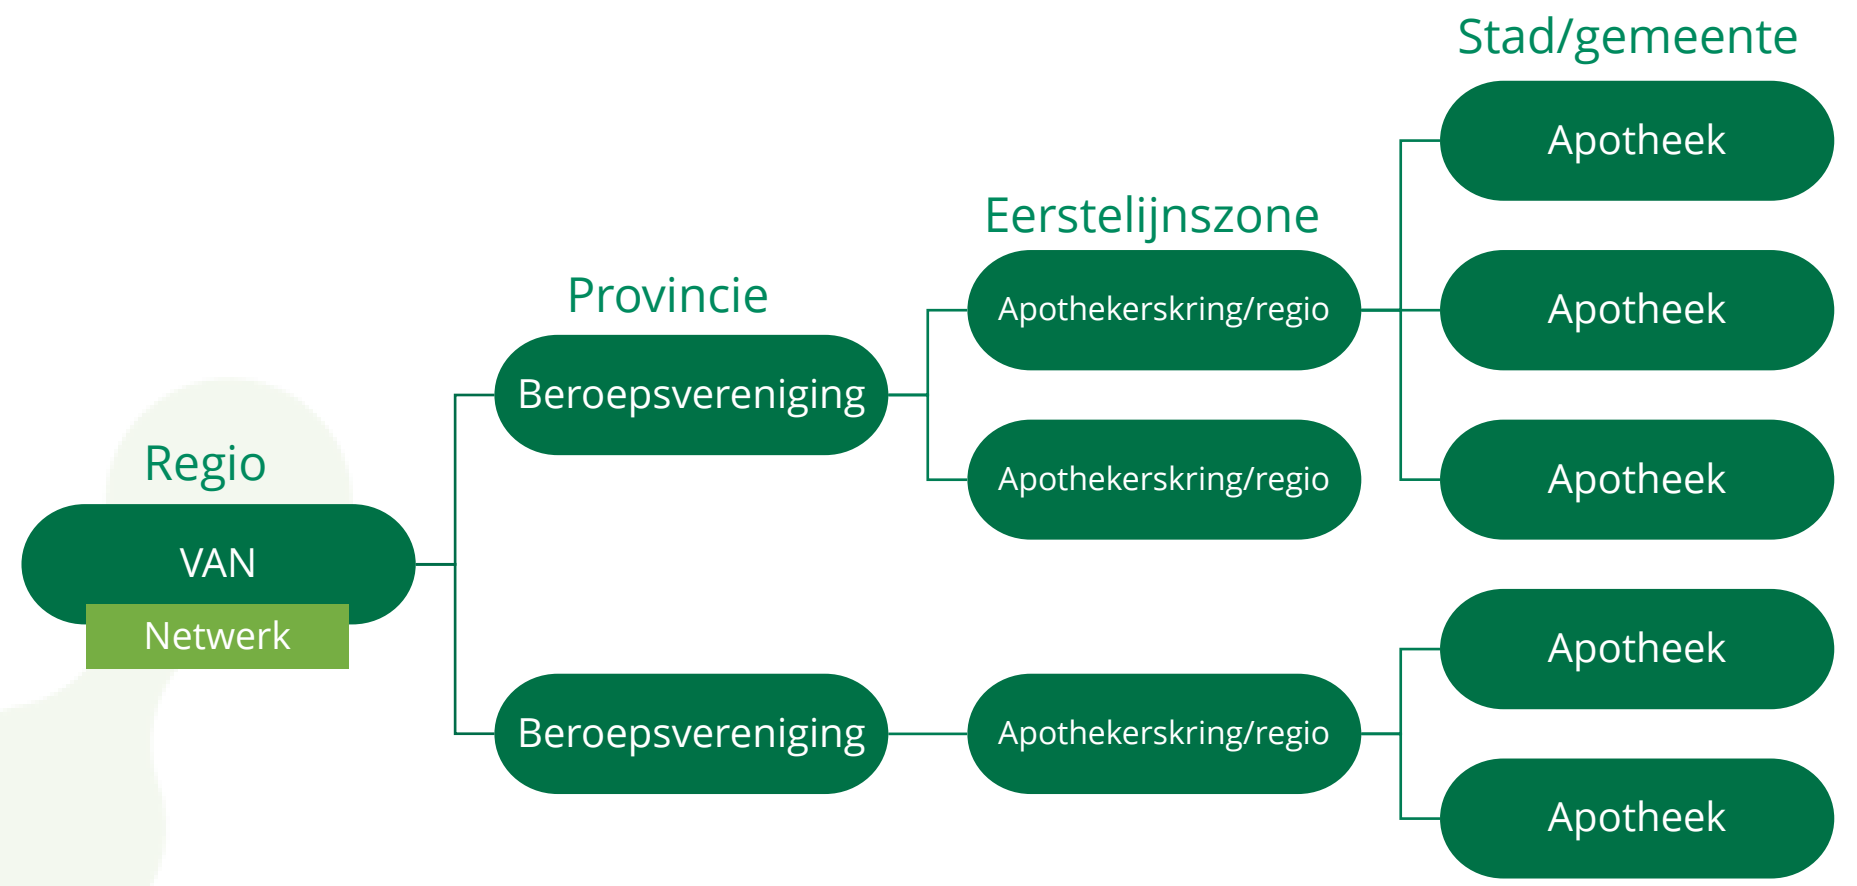 Regio
VAN
Netwerk
Provincie
Beroepsvereniging
Beroepsvereniging
Eerstelijnszone
Apothekerskring/regio
Apothekerskring/regio
Apothekerskring/regio
Stad/gemeente
Apotheek
Apotheek
Apotheek
Apotheek
Apotheek